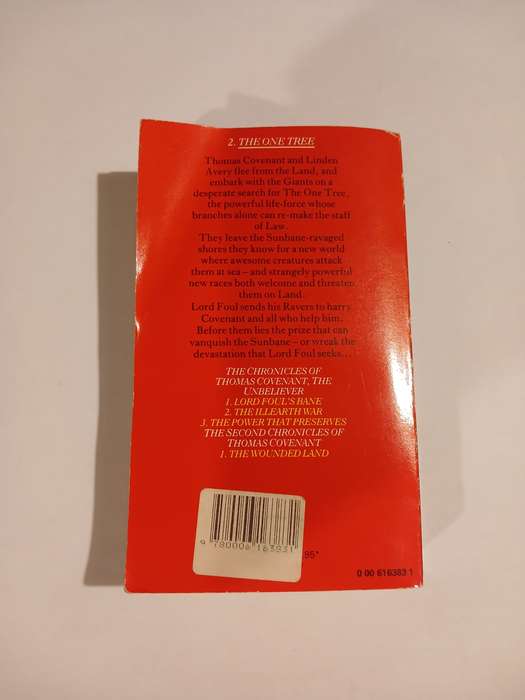 2. THE ONE TREE
Thomas Covenant and Linden
Avery flee from the Land, and
embark with the Giants on a
desperate search for The One Tree,
the powerful life-force whose
branches alone can re-make the staff
of Law.
They leave the Sunbane-ravaged
shores they know for a new world
where awesome creatures attack
them at sea – and strangely powerful
new races both welcome and threaten
them on Land.
Lord Foul sends his Ravers to harry
Covenant and all who help him.
Before them lies the prize that can
vanquish the Sunbane – or wreak the
devastation that Lord Foul seeks...
THE CHRONICLES OF
THOMAS COVENANT, THE
UNBELIEVER
1. LORD FOUL'S BANE
2. THE ILLEARTH WAR
3. THE POWER THAT PRESERVES
THE SECOND CHRONICLES OF
THOMAS COVENANT
1. THE WOUNDED LAND
9 780006 163831
95*
0 00 616383 1